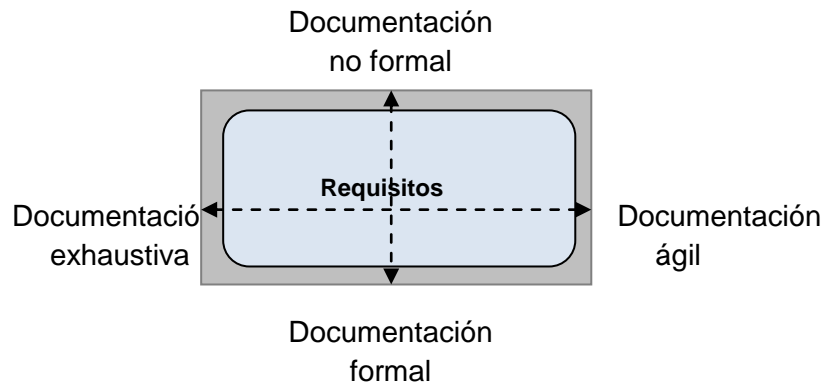 Documentación
no formal
Requisitos
Documentació
exhaustiva
Documentación
ágil
Documentación
formal